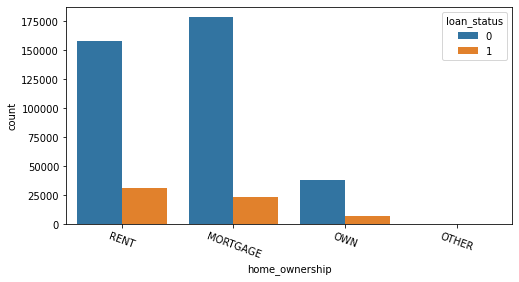 175000
150000
125000
100000
75000
50000
25000
0
count
loan_status
0
1
RENT
MORTGAGE
OWN
OTHER
home_ownership